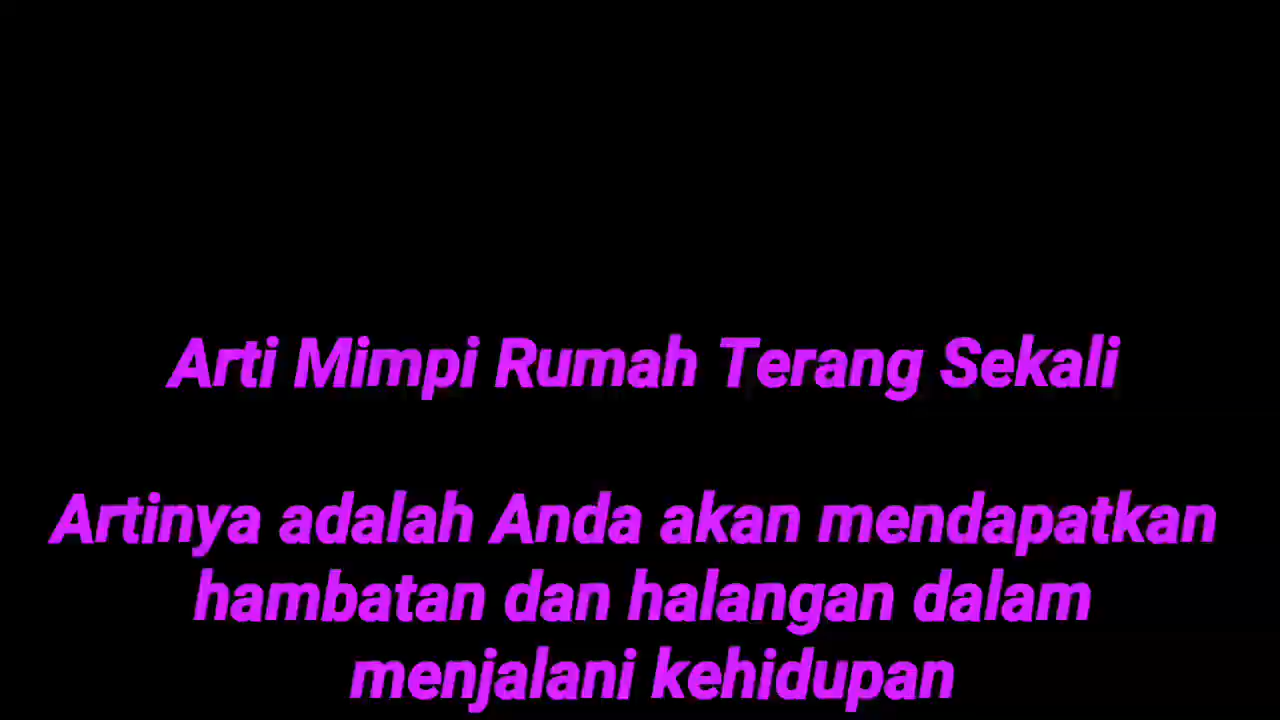 Arti Mimpi Rumah Terang Sekali
Artinya adalah Anda akan mendapatkan
hambatan dan halangan dalam
menjalani kehidupan